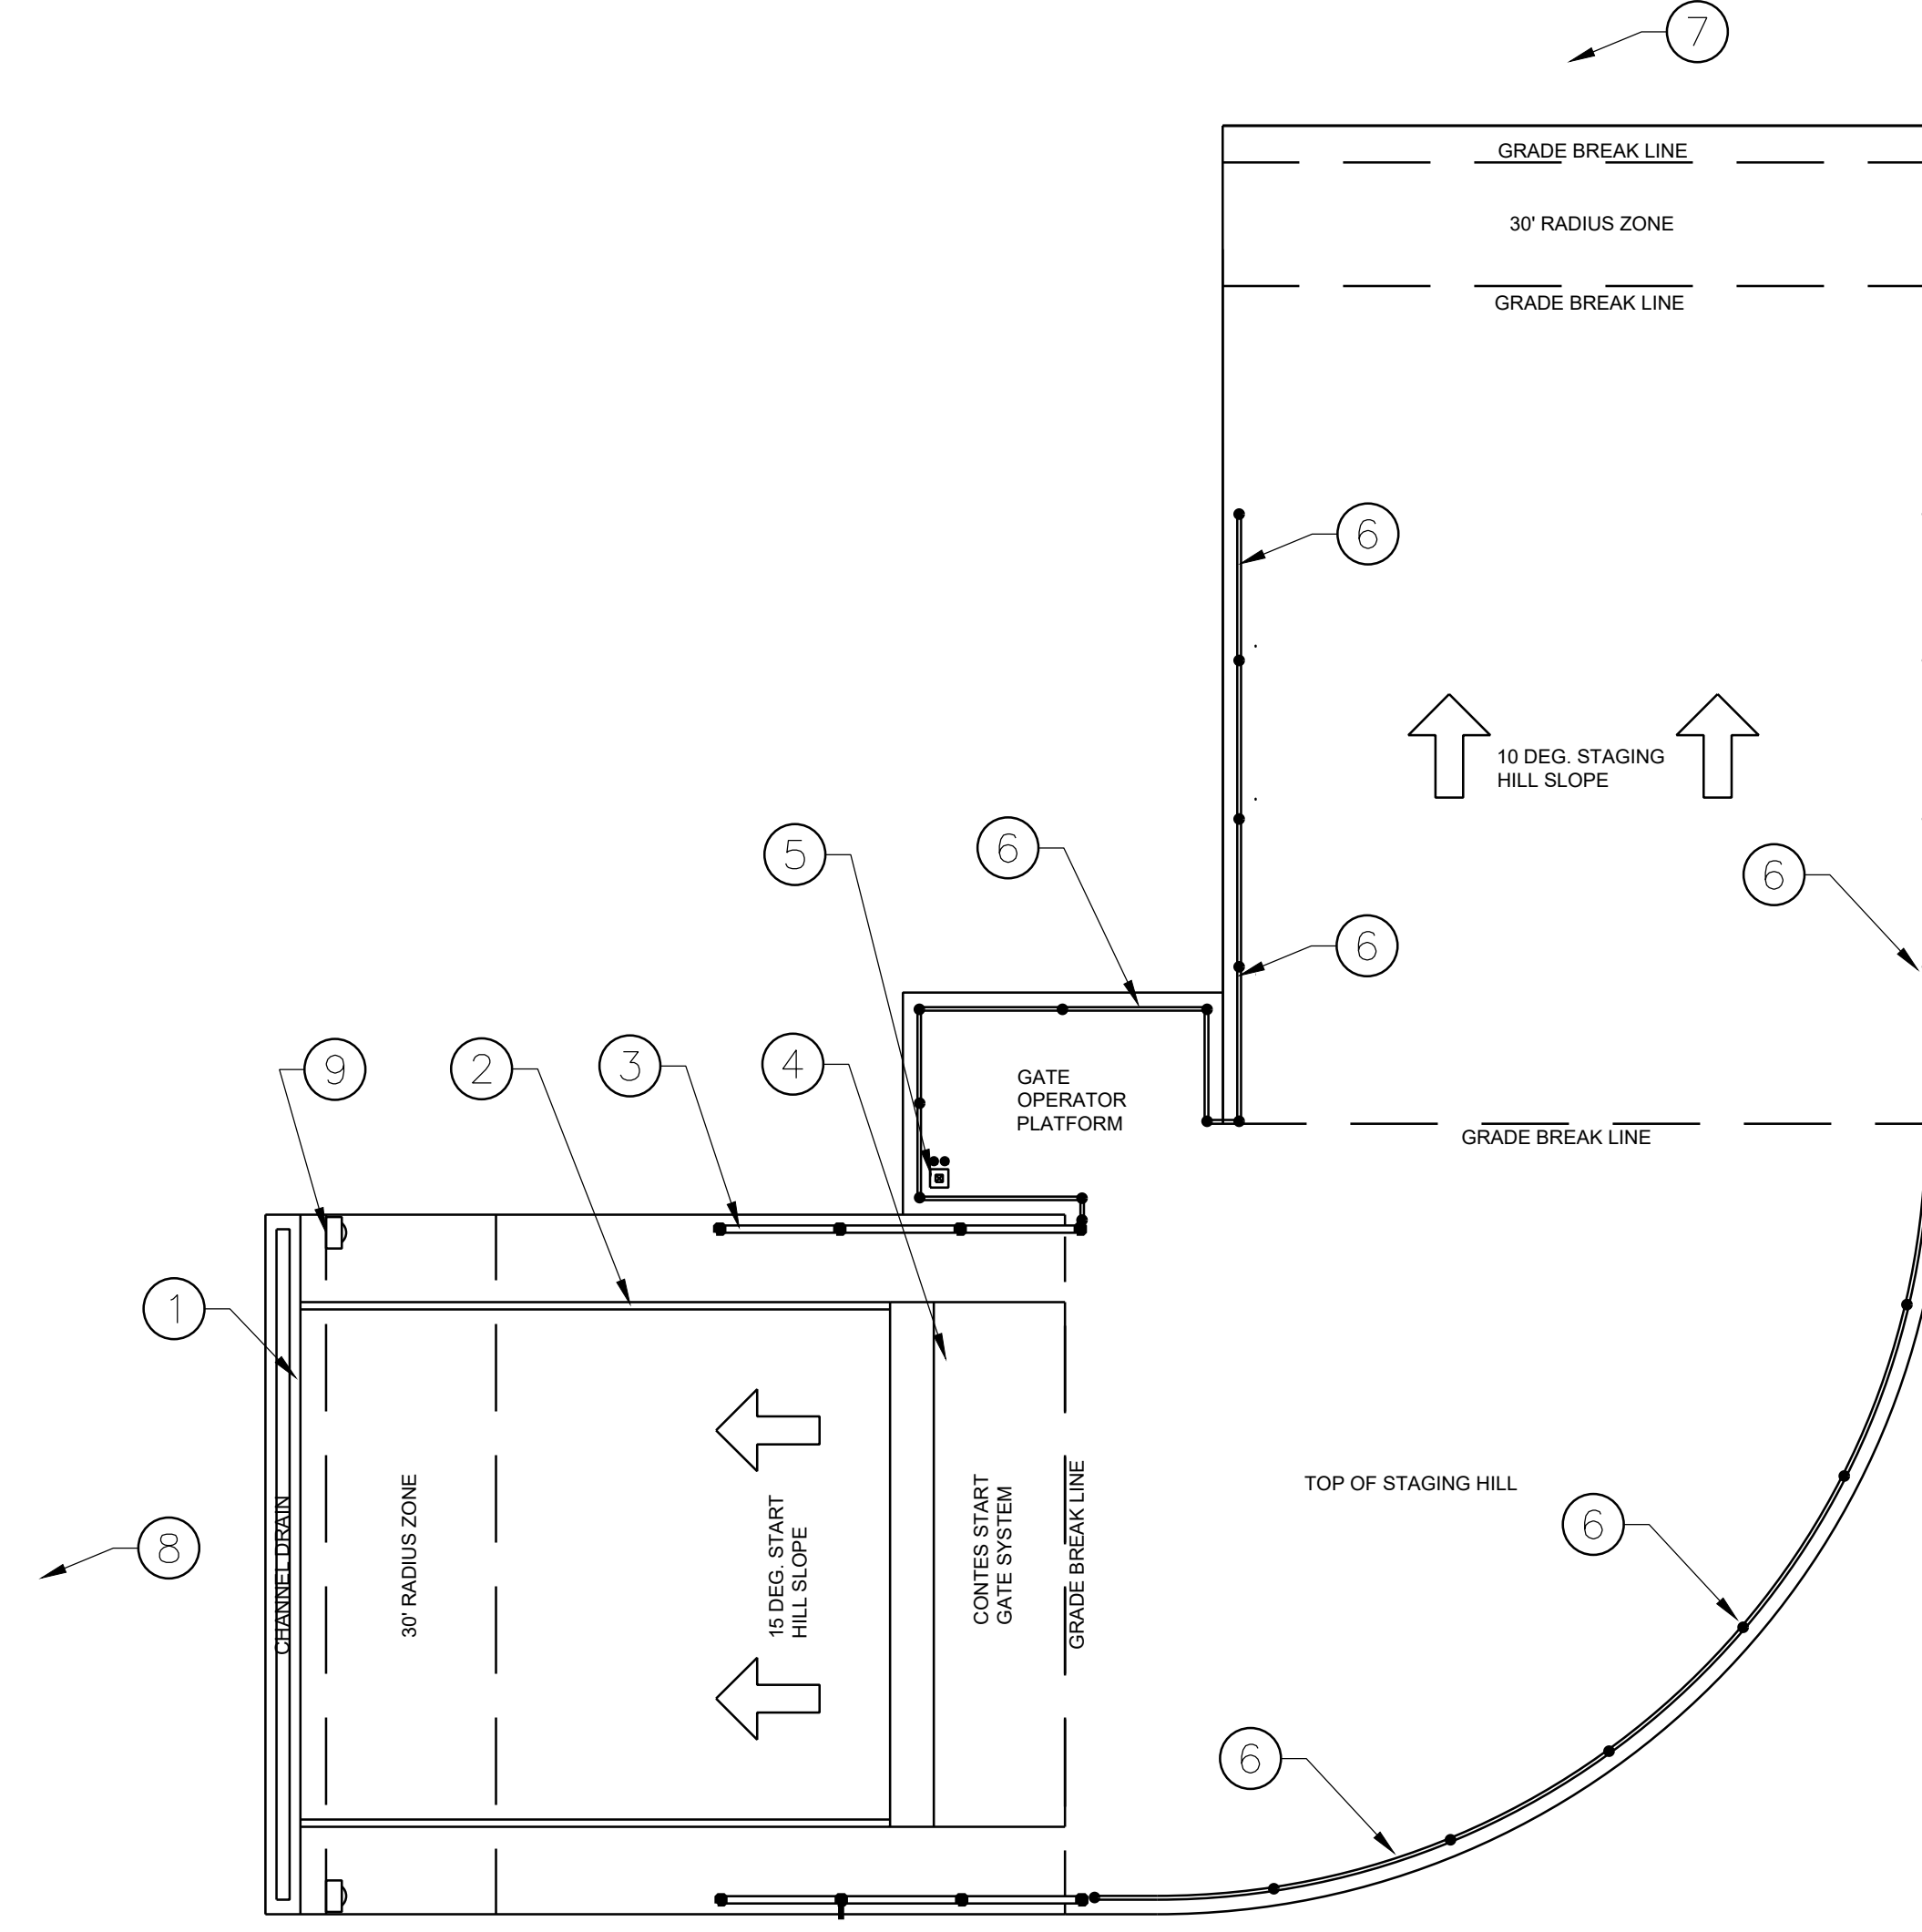 7
GRADE BREAK LINE
30' RADIUS ZONE
GRADE BREAK LINE
6
10 DEG. STAGING
HILL SLOPE
5
6
6
6
9
2
3
4
GATE
OPERATOR
PLATFORM
GRADE BREAK LINE
1
8
CHANNEL DRAIN
30' RADIUS ZONE
15 DEG. START
HILL SLOPE
CONTES START
GATE SYSTEM
GRADE BREAK LINE
TOP OF STAGING HILL
6
6